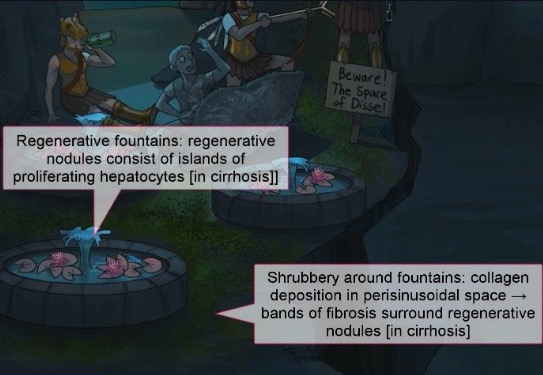 Beware!
The Space
of Disse!
Regenerative fountains: regenerative
nodules consist of islands of
proliferating hepatocytes [in cirrhosis]]
Shrubbery around fountains: collagen
deposition in perisinusoidal space →
bands of fibrosis surround regenerative
nodules [in cirrhosis]